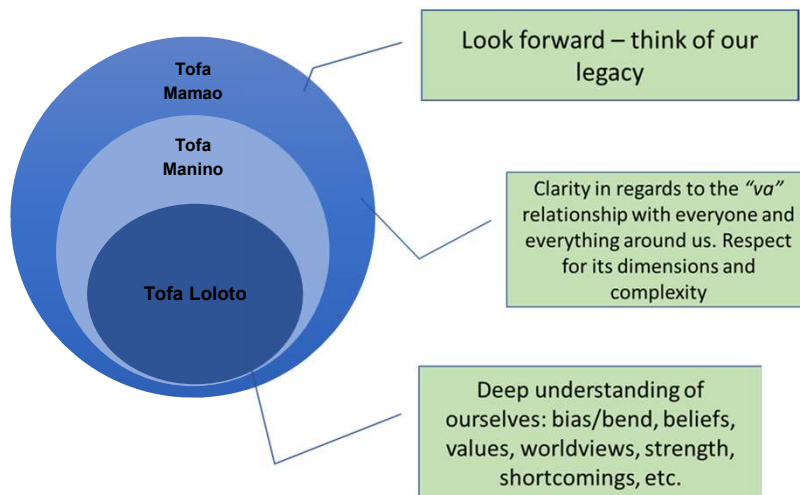 Tofa
Mamao
Tofa
Manino
Tofa Loloto
Look forward – think of our
legacy
Clarity in regards to the “va”
relationship with everyone and
everything around us. Respect
for its dimensions and
complexity
Deep understanding of
ourselves: bias/bend, beliefs,
values, worldviews, strength,
shortcomings, etc.